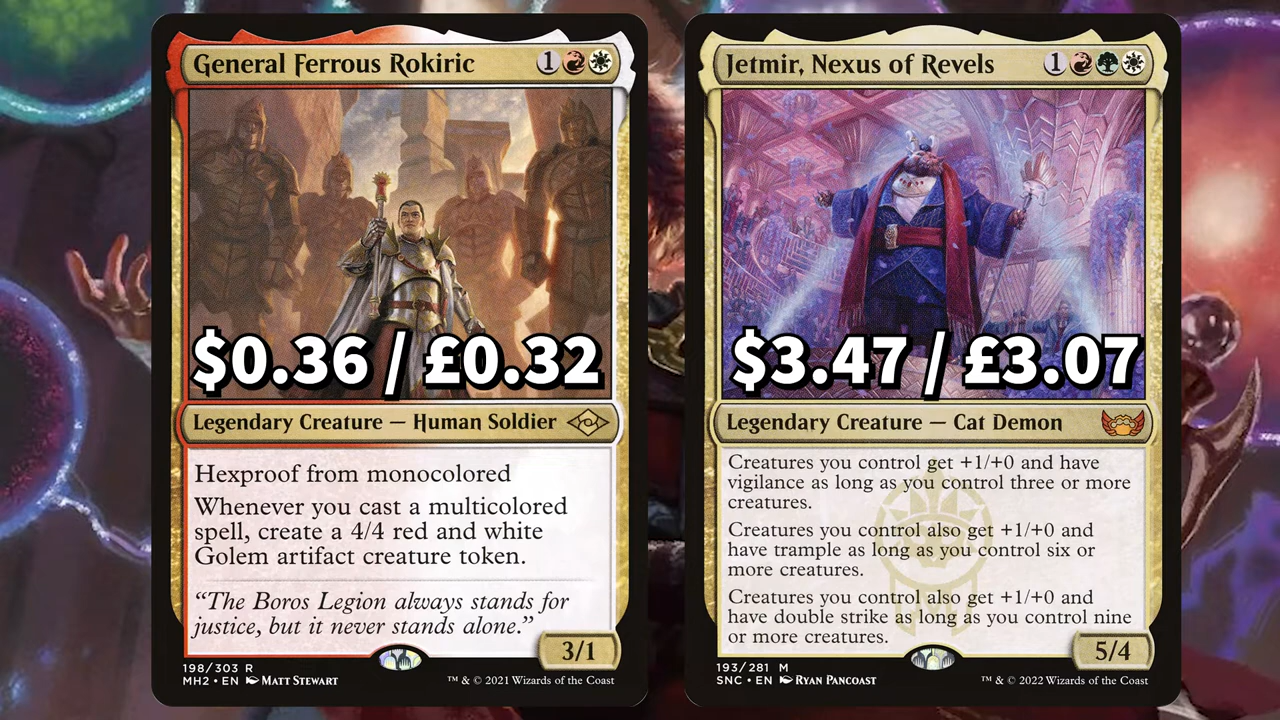 General Ferrous Rokiric 1
$0.36 / £0.32
Legendary Creature — Human Soldier
Hexproof from monocolored
Whenever you cast a multicolored
spell, create a 4/4 red and white
Golem artifact creature token.
“The Boros Legion always stands for
justice, but it never stands alone.”
3/1
198/303 R
MH2 • EN Matt Stewart
™ & © 2021 Wizards of the Coast
Jetmir, Nexus of Revels 1
$3.47 / £3.07
Legendary Creature — Cat Demon
Creatures you control get +1/+0 and have
vigilance as long as you control three or more
creatures.
Creatures you control also get +1/+0 and
have trample as long as you control six or
more creatures.
Creatures you control also get +1/+0 and
have double strike as long as you control nine
or more creatures.
5/4
193/281 M
SNC • EN Ryan Pancoast
™ & © 2022 Wizards of the Coast